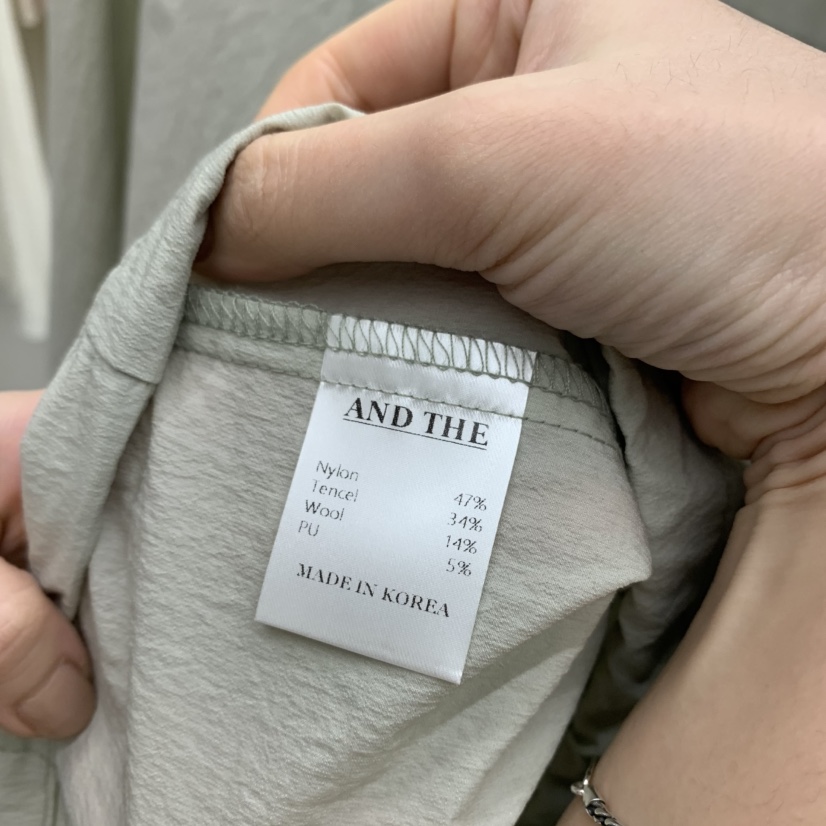 AND THE
Nylon 47%
Tencel 34%
Wool 14%
PU 5%
MADE IN KOREA